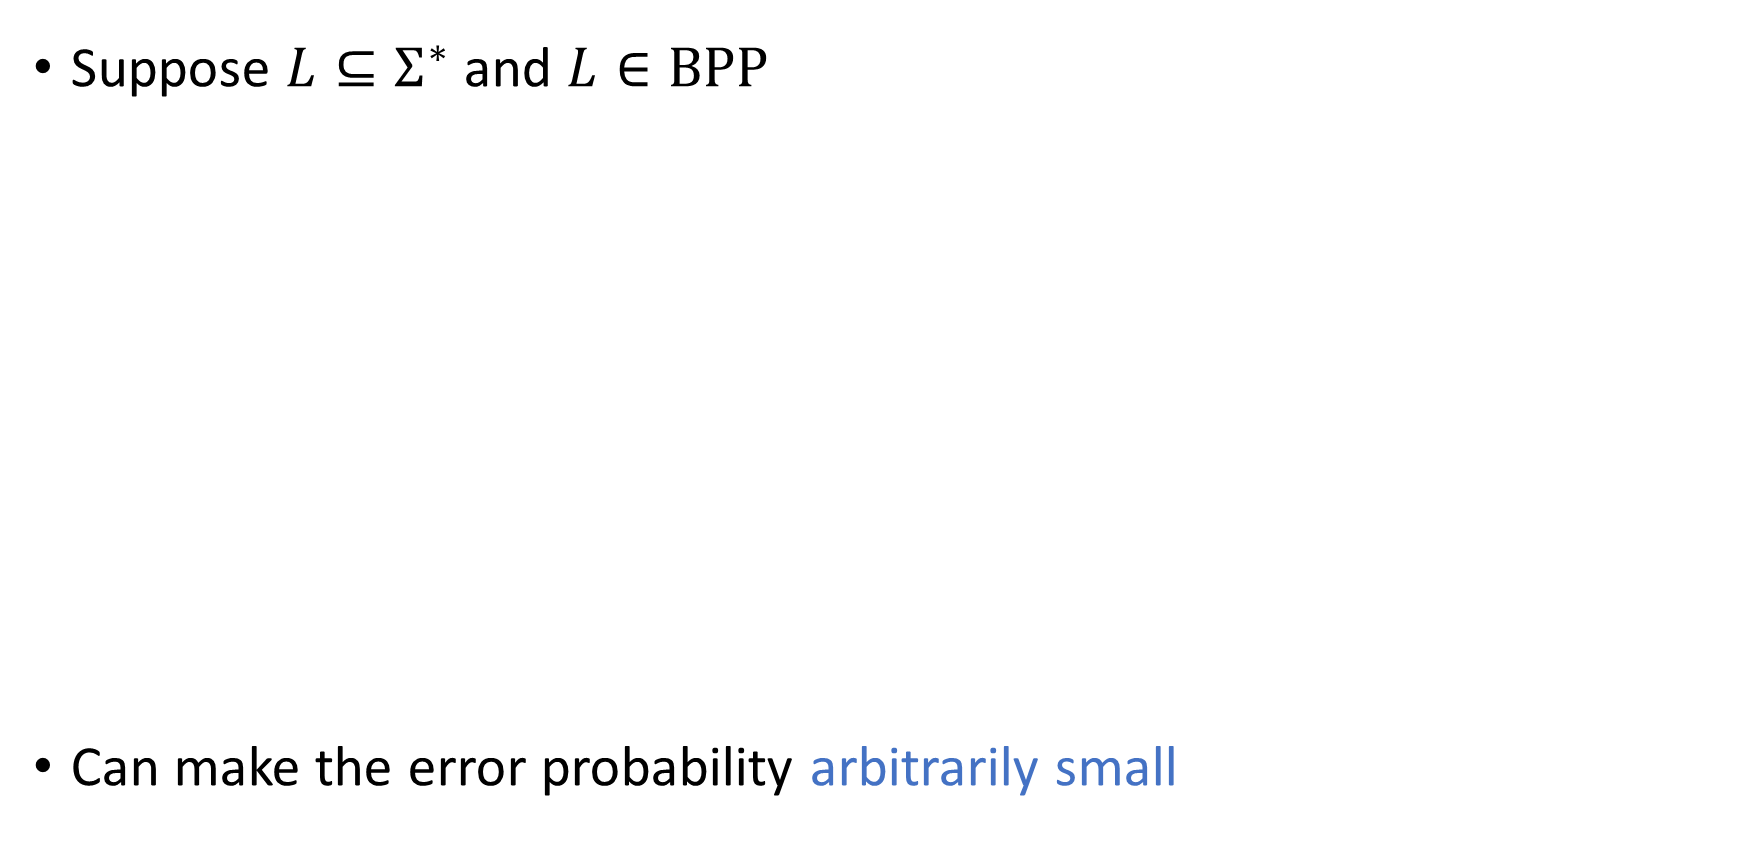 • Suppose 𝐿 ⊆ Σ* and 𝐿 ∈ BPP
• Can make the error probability arbitrarily small